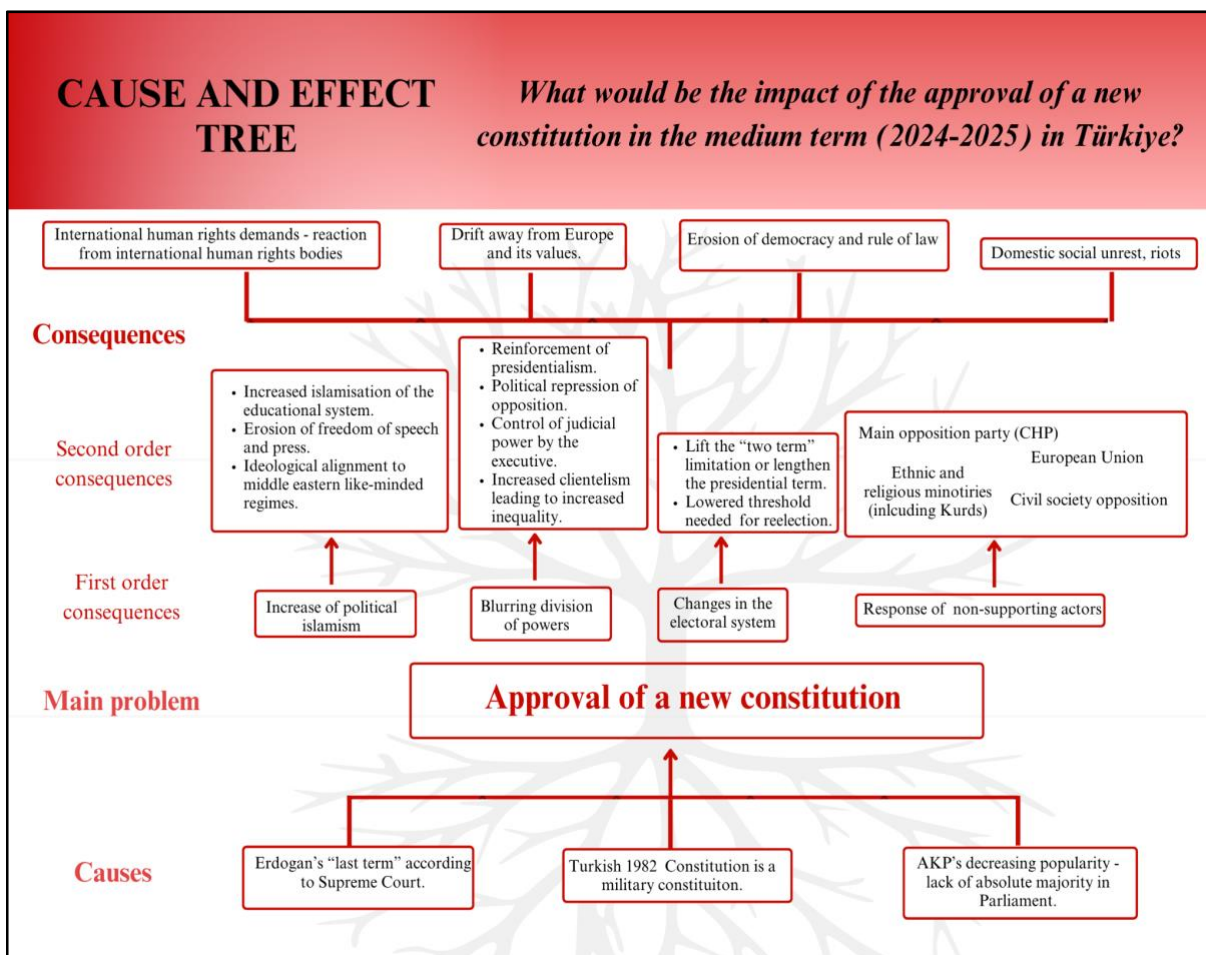 CAUSE AND EFFECT
TREE
What would be the impact of the approval of a new
constitution in the medium term (2024-2025) in Türkiye?
International human rights demands - reaction
from international human rights bodies
Drift away from Europe
and its values.
Erosion of democracy and rule of law
Domestic social unrest, riots
Consequences
Second order
consequences
• Increased islamisation of the
educational system.
• Erosion of freedom of speech
and press.
• Ideological alignment to
middle eastern like-minded
regimes.
• Reinforcement of
presidentialism.
• Political repression of
opposition.
• Control of judicial
power by the
executive.
• Increased clientelism
leading to increased
inequality.
• Lift the “two term”
limitation or lengthen
the presidential term.
• Lowered threshold
needed for reelection.
Main opposition party (CHP)
European Union
Ethnic and
religious minotiries
(inlcuding Kurds)
Civil society opposition
First order
consequences
Increase of political
islamism
Blurring division
of powers
Changes in the
electoral system
Response of non-supporting actors
Main problem
Approval of a new constitution
Causes
Erdogan’s “last term” according
to Supreme Court.
Turkish 1982 Constitution is a
military constituiton.
AKP’s decreasing popularity -
lack of absolute majority in
Parliament.